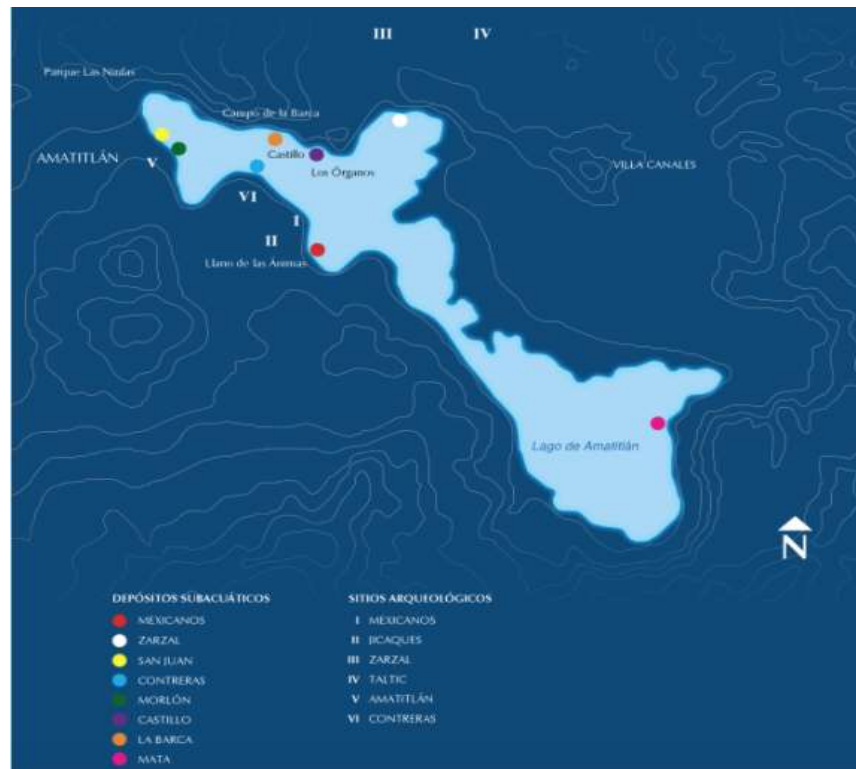 III IV
Parque Las Ninfas
Campo de la Barca
AMATITLÁN
V
Castillo
Los Órganos
VILLA CANALES
VI
I
II
Llano de las Ánimas
Lago de Amatitlán
N
DEPÓSITOS SUBACUÁTICOS
MEXICANOS
ZARZAL
SAN JUAN
CONTRERAS
MORLÓN
CASTILLO
LA BARCA
MATA
SITIOS ARQUEOLÓGICOS
I MEXICANOS
II JICAQUES
III ZARZAL
IV TALTIC
V AMATITLÁN
VI CONTRERAS